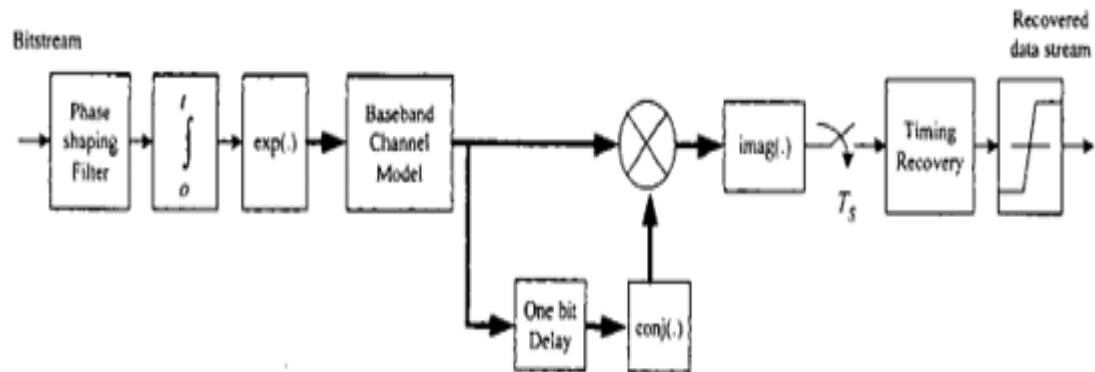 Bitstream
Recovered
data stream
Phase
shaping
Filter
t
∫
o
exp(.)
Baseband
Channel
Model
imag(.)
T_s
Timing
Recovery
One bit
Delay
conj(.)